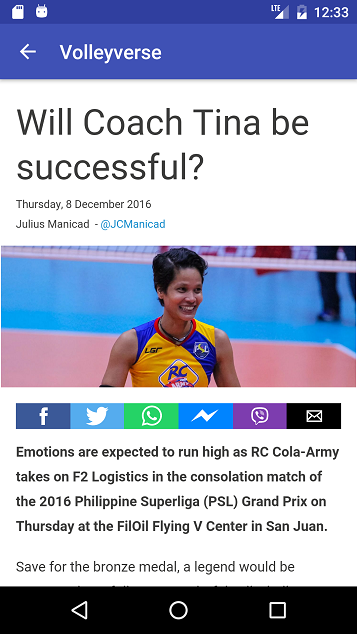 LTE 12:33
Volleyverse
Will Coach Tina be
successful?
Thursday, 8 December 2016
Julius Manicad - @JCManicad
LGR
PSL
RC
Emotions are expected to run high as RC Cola-Army
takes on F2 Logistics in the consolation match of
the 2016 Philippine Superliga (PSL) Grand Prix on
Thursday at the FilOil Flying V Center in San Juan.
Save for the bronze medal, a legend would be